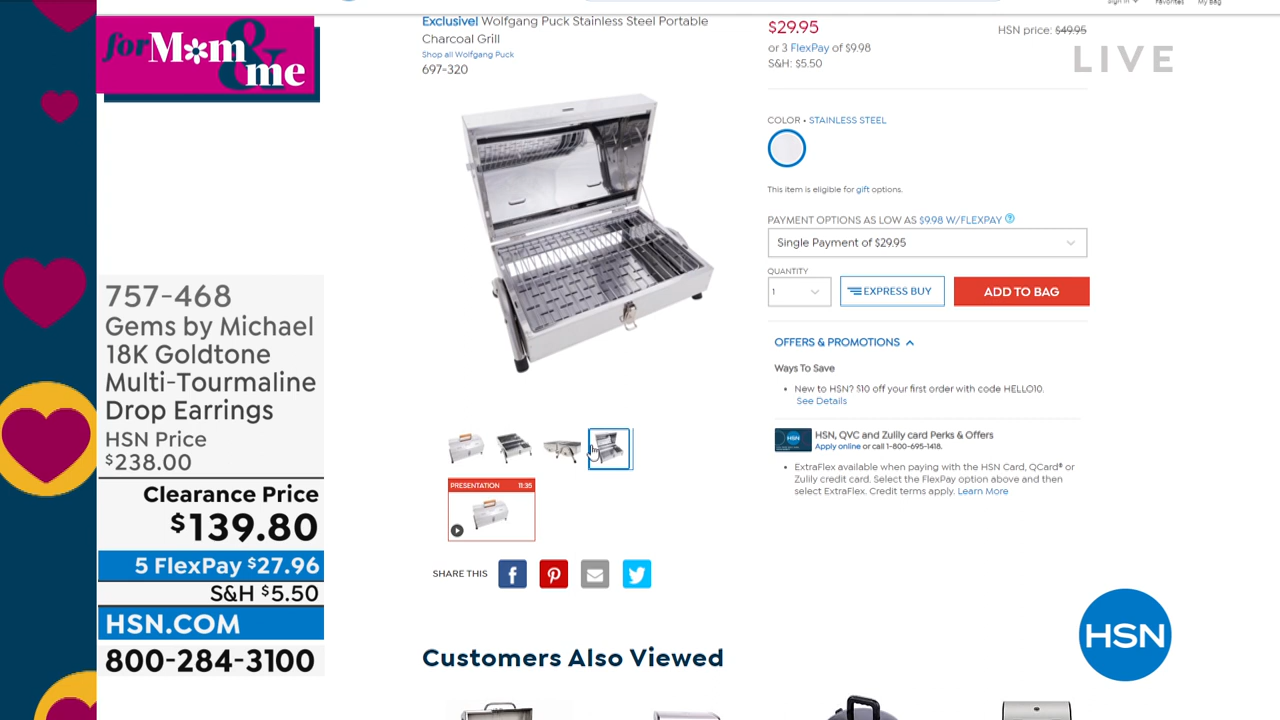 for Mom
& me
757-468
Gems by Michael
18K Goldtone
Multi-Tourmaline
Drop Earrings
HSN Price
$238.00
Clearance Price
$139.80
5 FlexPay $27.96
S&H $5.50
HSN.COM
800-284-3100
Sign In
Favorites
My Bag
Exclusive! Wolfgang Puck Stainless Steel Portable
Charcoal Grill
Shop all Wolfgang Puck
697-320
PRESENTATION 11:35
SHARE THIS
$29.95
HSN price: $49.95
or 3 FlexPay of $9.98
S&H: $5.50
LIVE
COLOR • STAINLESS STEEL
This item is eligible for gift options.
PAYMENT OPTIONS AS LOW AS $9.98 W/FLEXPAY ?
Single Payment of $29.95
QUANTITY
1
EXPRESS BUY
ADD TO BAG
OFFERS & PROMOTIONS
Ways To Save
• New to HSN? $10 off your first order with code HELLO10.
See Details
HSN
HSN, QVC and Zulily card Perks & Offers
Apply online or call 1-800-695-1418.
• ExtraFlex available when paying with the HSN Card, QCard® or
Zulily credit card. Select the FlexPay option above and then
select ExtraFlex. Credit terms apply. Learn More
Customers Also Viewed
HSN